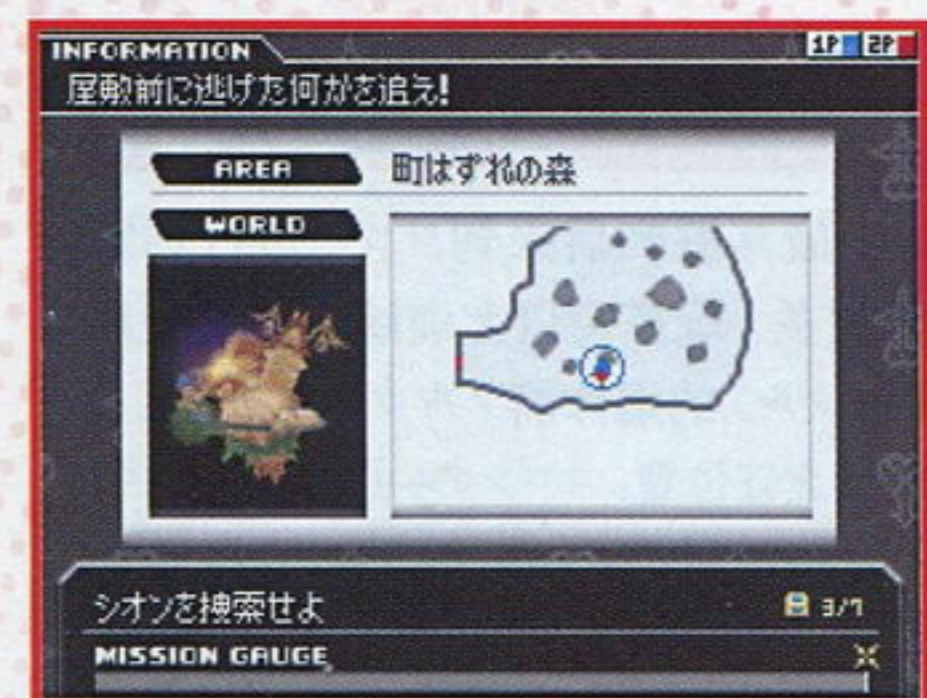 INFORMATION
1P 2P
屋敷前に逃げた何かを追え!
AREA
町はずれの森
WORLD
シオンを捜索せよ
3/7
MISSION GAUGE